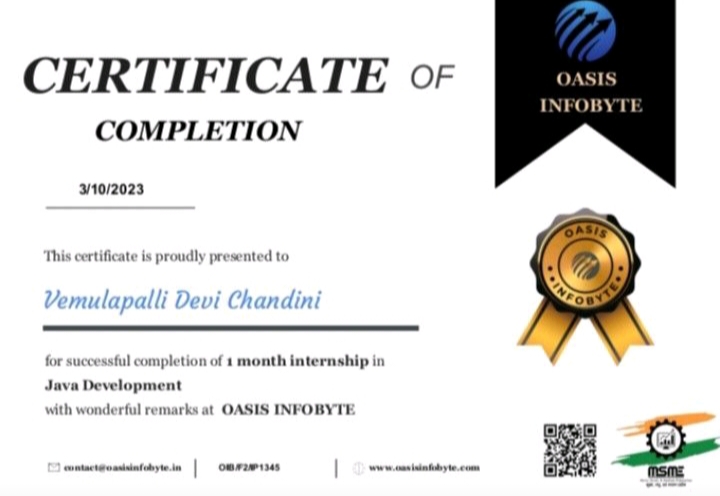 CERTIFICATE OF
COMPLETION
OASIS
INFOBYTE
3/10/2023
OASIS
INFOBYTE
This certificate is proudly presented to
Vemulapalli Devi Chandini
for successful completion of 1 month internship in
Java Development
with wonderful remarks at OASIS INFOBYTE
contact@oasisinfobyte.in
OIB/F2/IP1345
www.oasisinfobyte.com
MSME